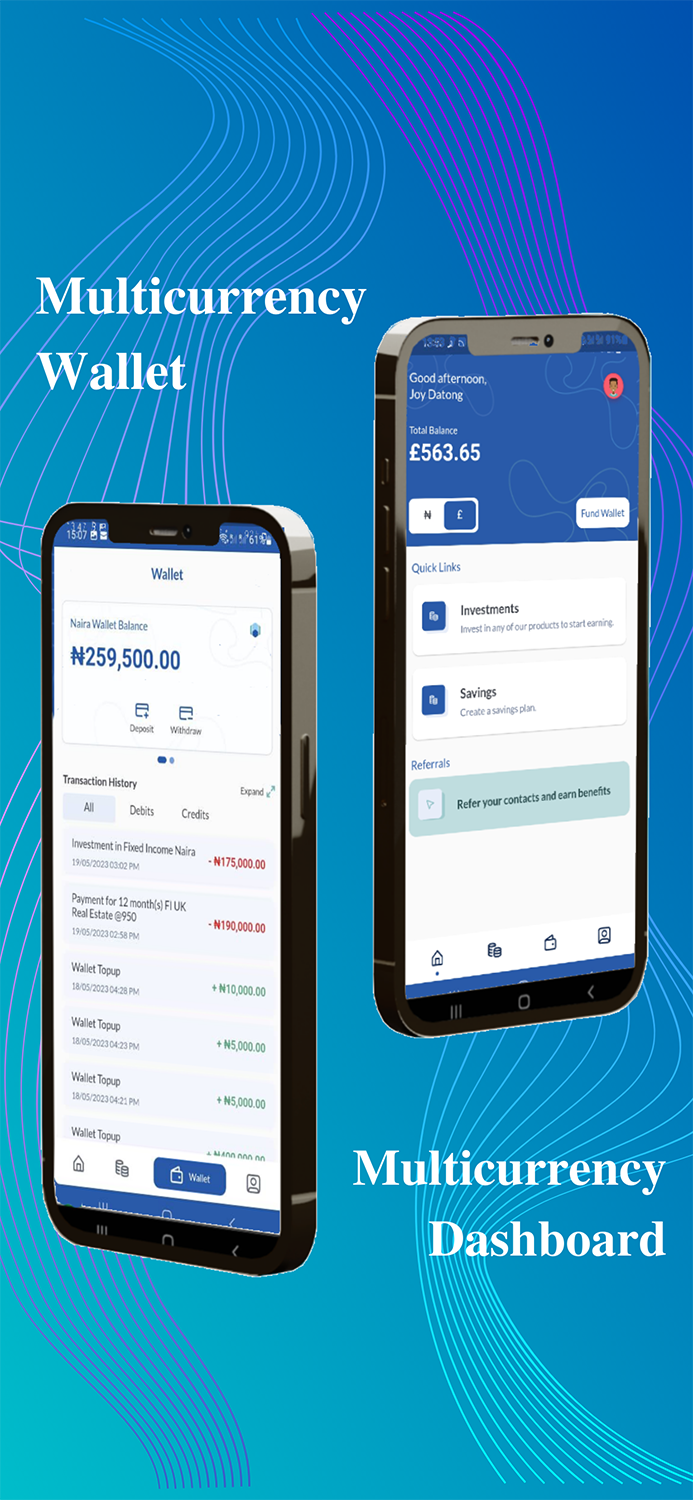 Multicurrency
Wallet
Good afternoon,
Joy Datong
Total Balance
£563.65
₦
£
Fund Wallet
Quick Links
Investments
Invest in any of our products to start earning.
Savings
Create a savings plan.
Referrals
Refer your contacts and earn benefits
15:07
61%
Wallet
Naira Wallet Balance
₦259,500.00
Deposit
Withdraw
Transaction History
Expand
All
Debits
Credits
Investment in Fixed Income Naira
19/05/2023 03:02 PM
- ₦175,000.00
Payment for 12 month(s) FI UK
Real Estate @950
19/05/2023 02:58 PM
- ₦190,000.00
Wallet Topup
18/05/2023 04:28 PM
+ ₦10,000.00
Wallet Topup
18/05/2023 04:23 PM
+ ₦5,000.00
Wallet Topup
18/05/2023 04:21 PM
+ ₦5,000.00
Wallet Topup
Wallet
Multicurrency
Dashboard